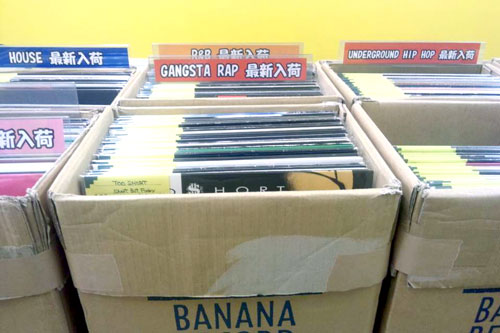 HOUSE 最新入荷
R&B 最新入荷
UNDERGROUND HIP HOP 最新入荷
GANGSTA RAP 最新入荷
新入荷
Too SHORT
$HORT
BANANA
BA